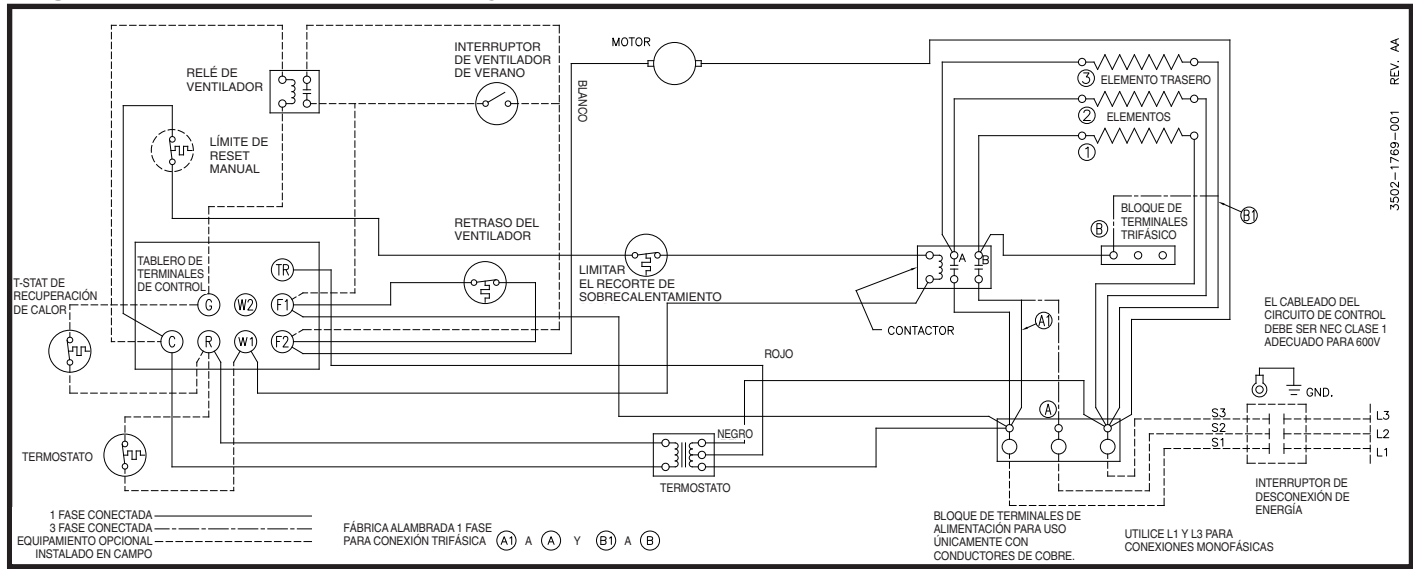 MOTOR
INTERRUPTOR
DE VENTILADOR
DE VERANO
RELÉ DE
VENTILADOR
BLANCO
3
ELEMENTO TRASERO
2
ELEMENTOS
1
3502-1769-001 REV. AA
LÍMITE DE
RESET
MANUAL
RETRASO DEL
VENTILADOR
BLOQUE DE
TERMINALES
TRIFÁSICO
B
B1
TABLERO DE
TERMINALES
DE CONTROL
TR
LIMITAR
EL RECORTE DE
SOBRECALENTAMIENTO
A
B
T-STAT DE
RECUPERACIÓN
DE CALOR
G
W2
F1
C
R
W1
F2
CONTACTOR
A1
EL CABLEADO DEL
CIRCUITO DE CONTROL
DEBE SER NEC CLASE 1
ADECUADO PARA 600V
ROJO
GND.
A
S3
L3
S2
L2
S1
L1
NEGRO
TERMOSTATO
TERMOSTATO
INTERRUPTOR DE
DESCONEXIÓN DE
ENERGÍA
1 FASE CONECTADA
3 FASE CONECTADA
EQUIPAMIENTO OPCIONAL
INSTALADO EN CAMPO
FÁBRICA ALAMBRADA 1 FASE
PARA CONEXIÓN TRIFÁSICA A1 A A Y B1 A B
BLOQUE DE TERMINALES DE
ALIMENTACIÓN PARA USO
ÚNICAMENTE CON
CONDUCTORES DE COBRE.
UTILICE L1 Y L3 PARA
CONEXIONES MONOFÁSICAS